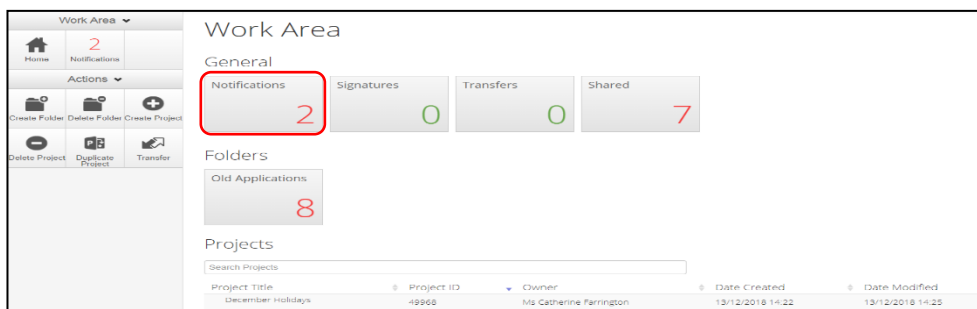 Work Area
2
Home Notifications
Actions
Create Folder Delete Folder Create Project
Delete Project Duplicate Project Transfer
Work Area
General
Notifications Signatures Transfers Shared
2 0 0 7
Folders
Old Applications
8
Projects
Search Projects
Project Title Project ID Owner Date Created Date Modified
December Holidays 49968 Ms Catherine Farrington 13/12/2018 14:22 13/12/2018 14:25